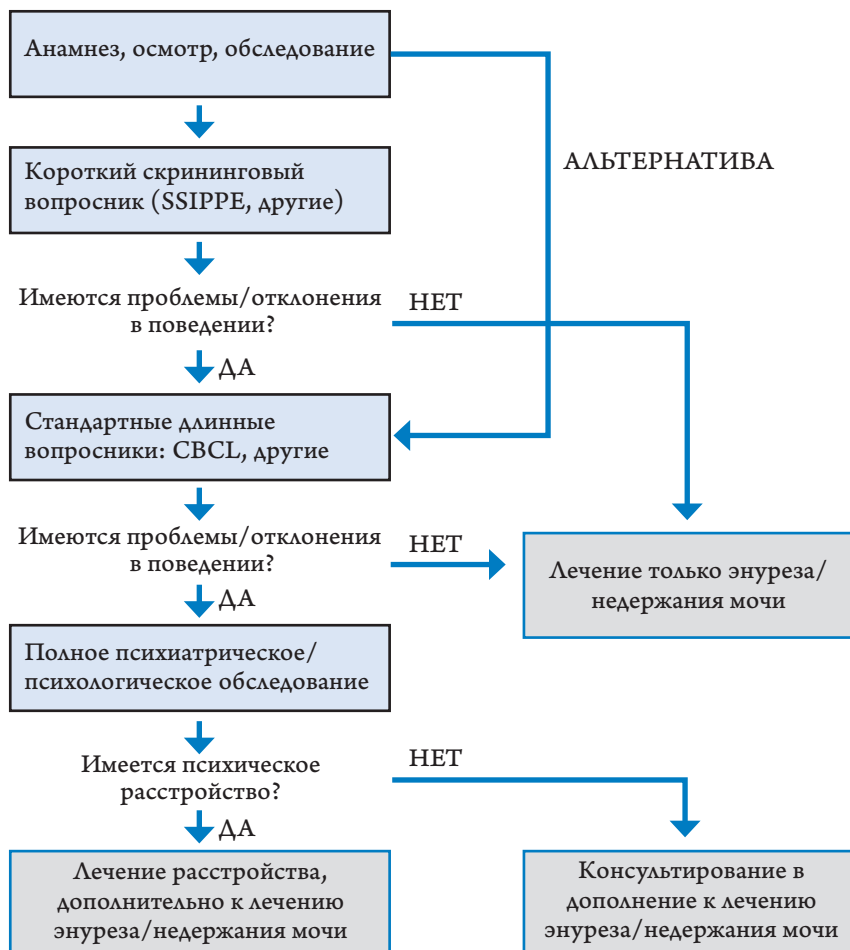 Анамнез, осмотр, обследование
АЛЬТЕРНАТИВА
Короткий скрининговый
вопросник (SSIPPE, другие)
Имеются проблемы/отклонения
в поведении?
НЕТ
ДА
Стандартные длинные
вопросники: CBCL, другие
Имеются проблемы/отклонения
в поведении?
НЕТ
ДА
Лечение только энуреза/
недержания мочи
Полное психиатрическое/
психологическое обследование
Имеется психическое
расстройство?
НЕТ
ДА
Лечение расстройства,
дополнительно к лечению
энуреза/недержания мочи
Консультирование в
дополнение к лечению
энуреза/недержания мочи